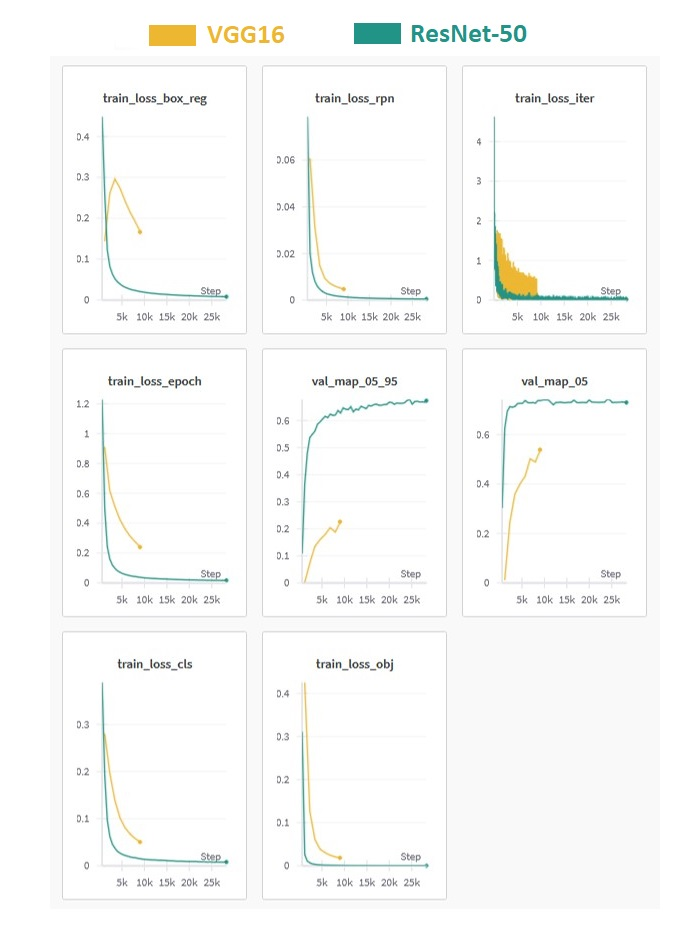 VGG16 ResNet-50
train_loss_box_reg
0.4
0.3
0.2
0.1
0
Step
5k 10k 15k 20k 25k
train_loss_rpn
0.06
0.04
0.02
0
Step
5k 10k 15k 20k 25k
train_loss_iter
4
3
2
1
0
Step
5k 10k 15k 20k 25k
train_loss_epoch
1.2
1
0.8
0.6
0.4
0.2
0
Step
5k 10k 15k 20k 25k
val_map_05_95
0.6
0.5
0.4
0.3
0.2
0.1
0
Step
5k 10k 15k 20k 25k
val_map_05
0.6
0.4
0.2
0
Step
5k 10k 15k 20k 25k
train_loss_cls
0.3
0.2
0.1
0
Step
5k 10k 15k 20k 25k
train_loss_obj
0.4
0.3
0.2
0.1
0
Step
5k 10k 15k 20k 25k